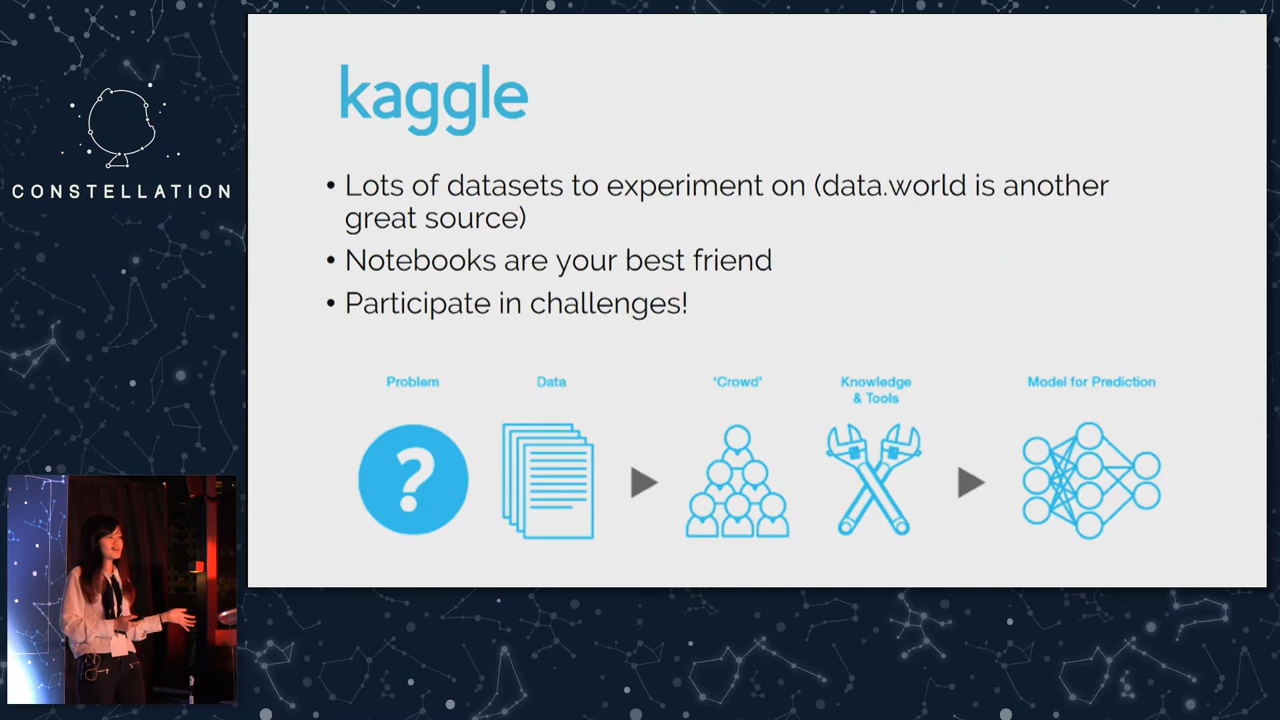 CONSTELLATION
kaggle
• Lots of datasets to experiment on (data.world is another
great source)
• Notebooks are your best friend
• Participate in challenges!
Problem
Data
'Crowd'
Knowledge
& Tools
Model for Prediction
?